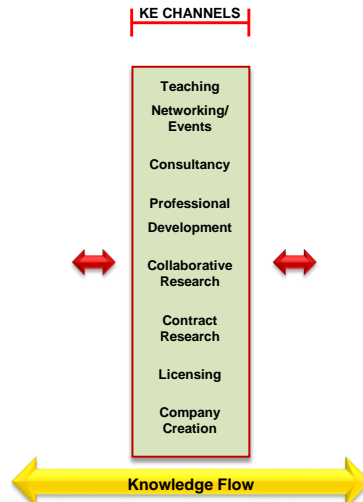 KE CHANNELS
Teaching
Networking/
Events
Consultancy
Professional
Development
Collaborative
Research
Contract
Research
Licensing
Company
Creation
Knowledge Flow